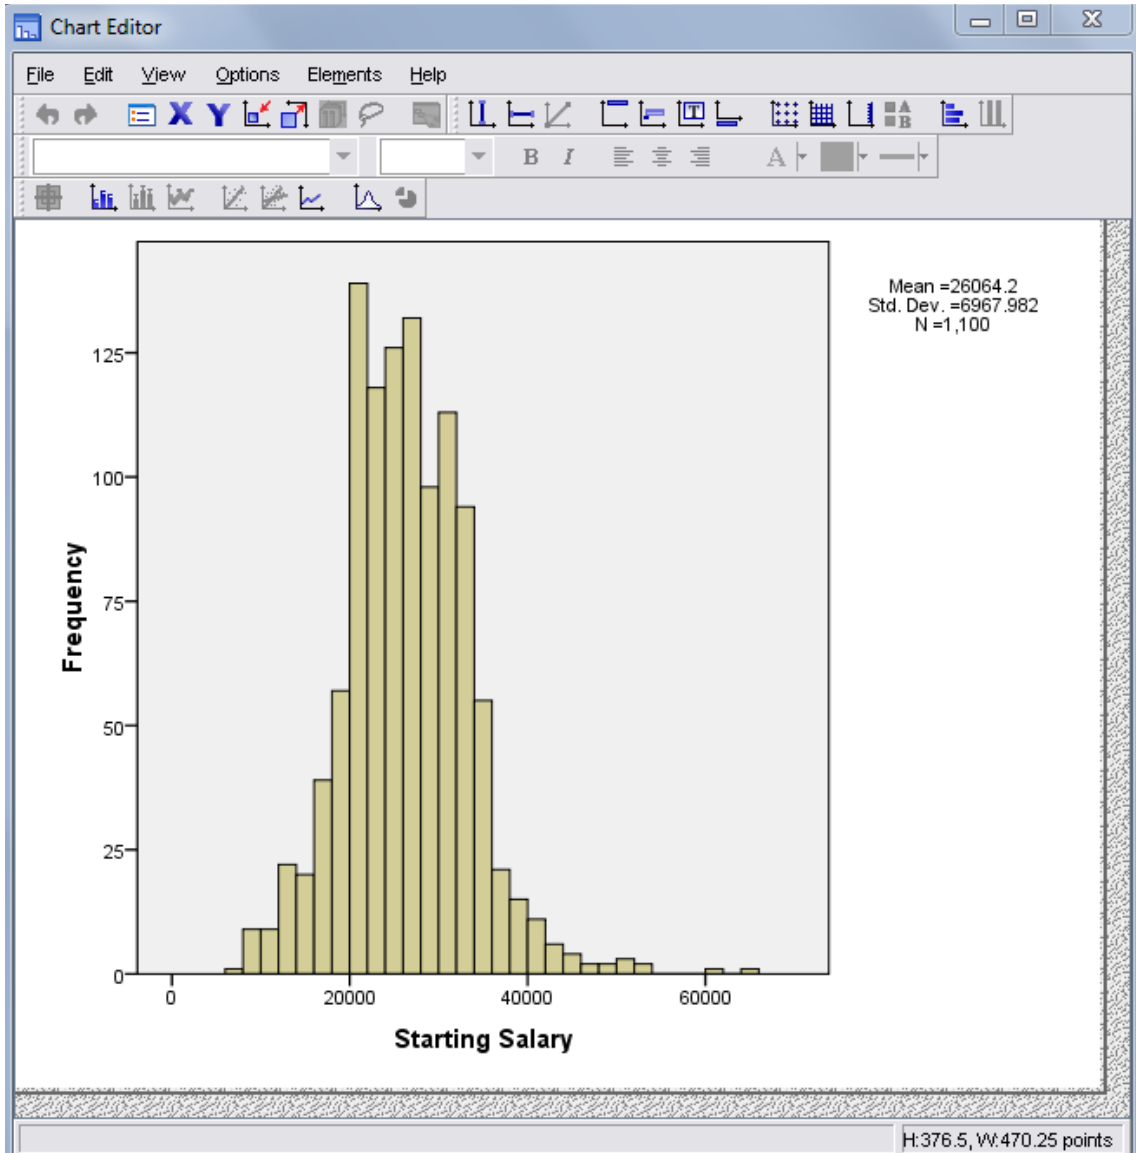 Chart Editor
File Edit View Options Elements Help
X Y T A B
B I A
Mean =26064.2
Std. Dev. =6967.982
N =1,100
125
100
75
50
25
0
Frequency
0 20000 40000 60000
Starting Salary
H:376.5, W:470.25 points